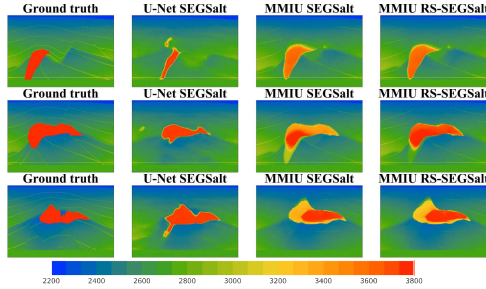 Ground truth U-Net SEGSalt MMIU SEGSalt MMIU RS-SEGSalt
Ground truth U-Net SEGSalt MMIU SEGSalt MMIU RS-SEGSalt
Ground truth U-Net SEGSalt MMIU SEGSalt MMIU RS-SEGSalt
2200 2400 2600 2800 3000 3200 3400 3600 3800